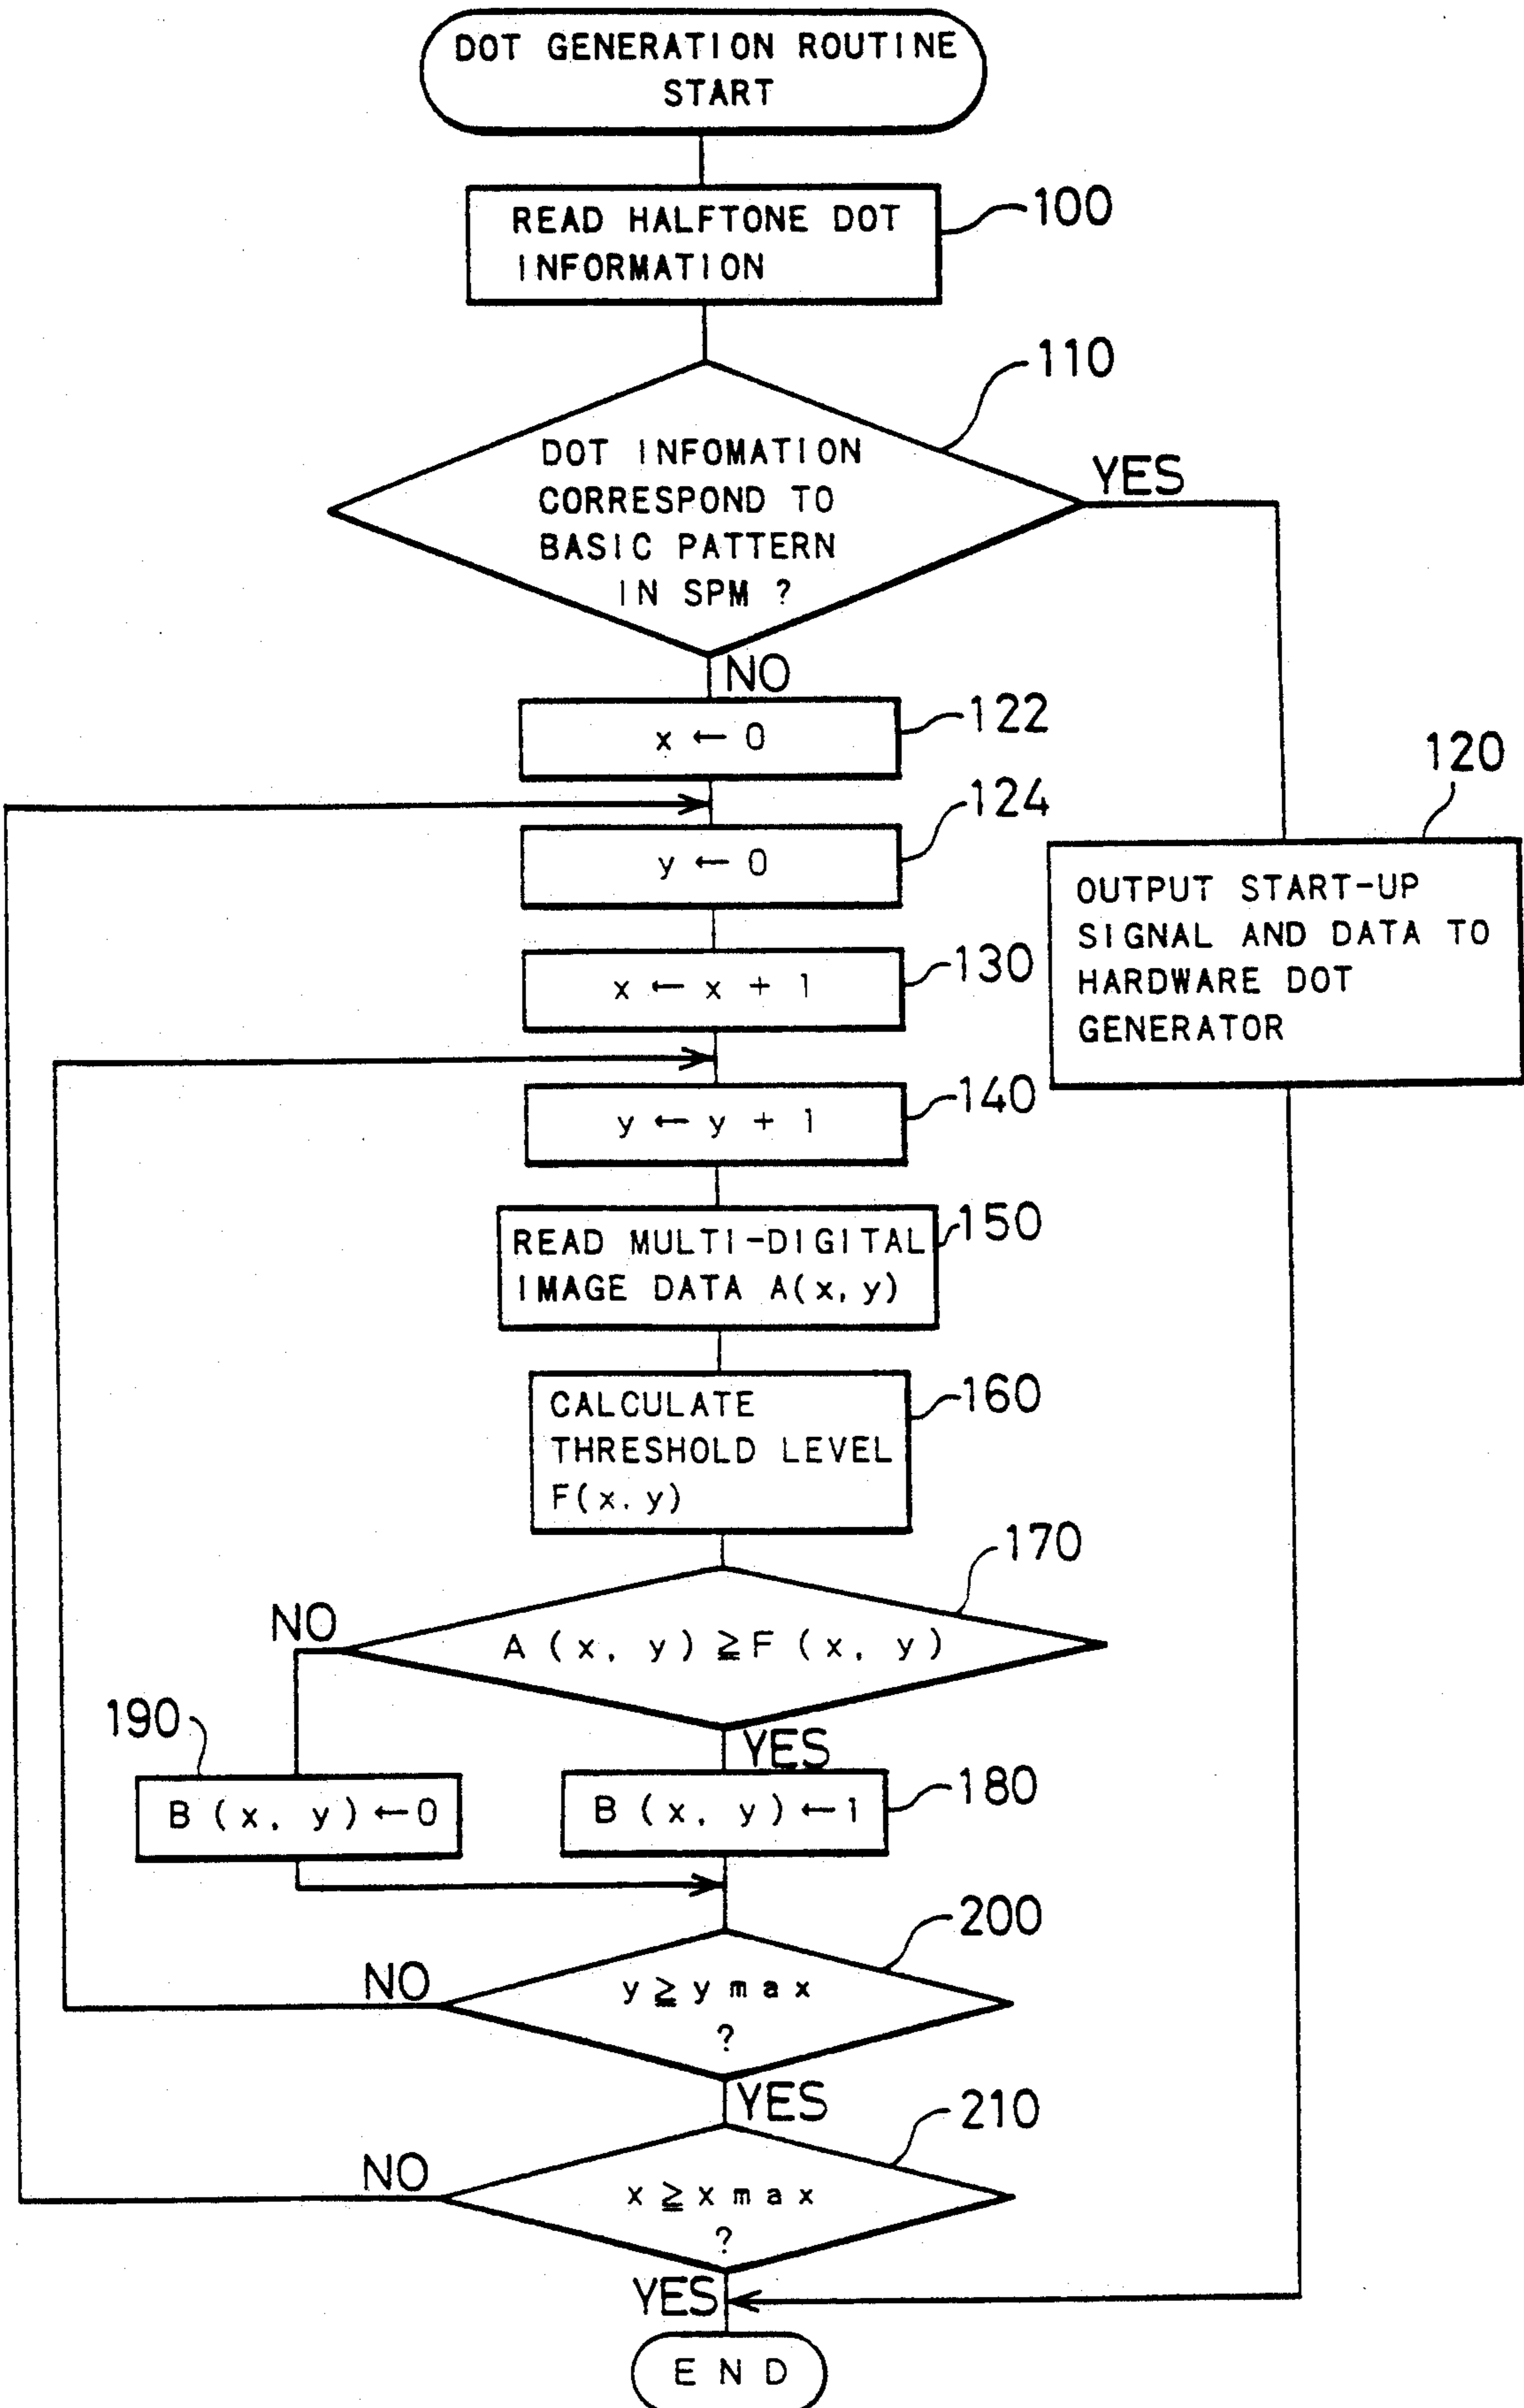 DOT GENERATION ROUTINE
START
READ HALFTONE DOT
INFORMATION
100
110
DOT INFOMATION
CORRESPOND TO
BASIC PATTERN
IN SPM ?
YES
NO
x ← 0
122
120
y ← 0
124
OUTPUT START-UP
SIGNAL AND DATA TO
HARDWARE DOT
GENERATOR
x ← x + 1
130
y ← y + 1
140
READ MULTI-DIGITAL
IMAGE DATA A(x, y)
150
CALCULATE
THRESHOLD LEVEL
F(x. y)
160
170
NO
A (x, y) ≧ F (x, y)
YES
190
B (x, y) ← 0
B (x, y) ← 1
180
200
NO
y ≧ y max
?
YES
210
NO
x ≧ x max
?
YES
END